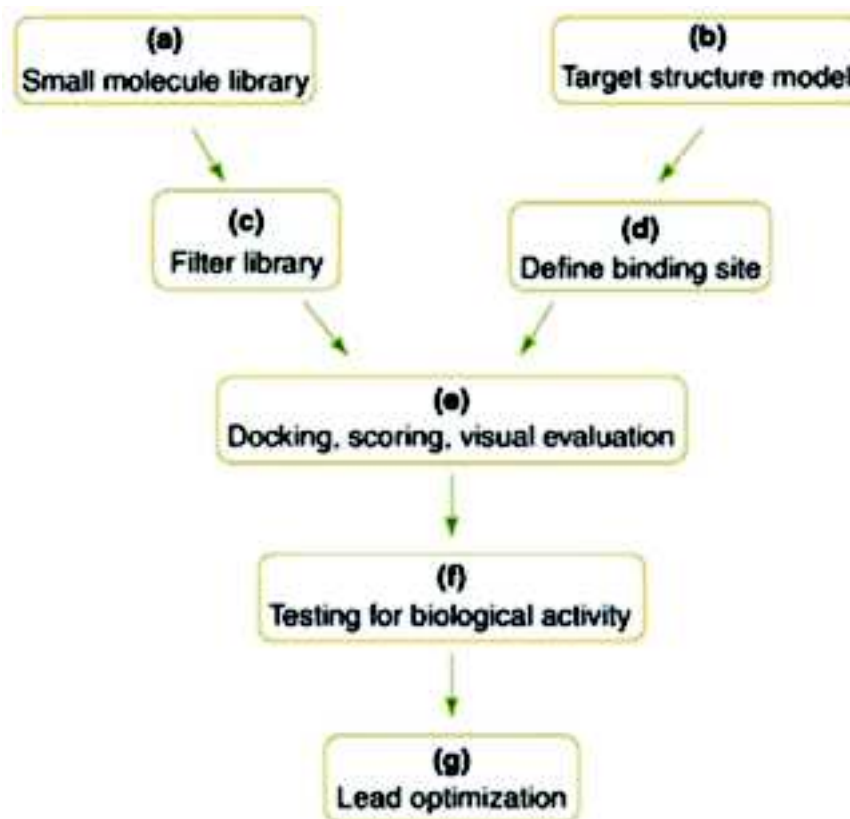 (a)
Small molecule library
(b)
Target structure model
(c)
Filter library
(d)
Define binding site
(e)
Docking, scoring, visual evaluation
(f)
Testing for biological activity
(g)
Lead optimization